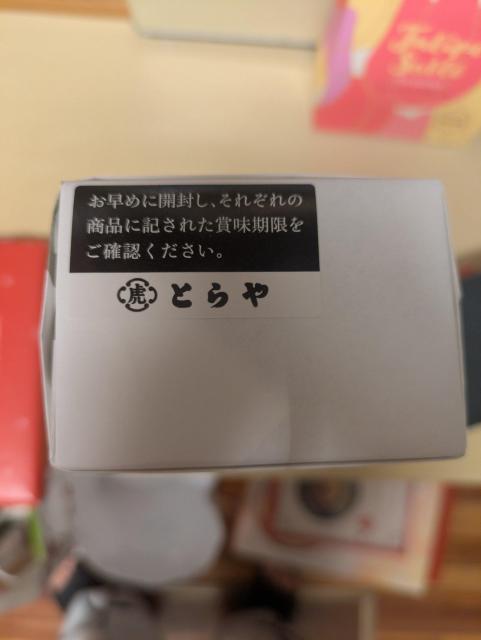 お早めに開封し、それぞれの
商品に記された賞味期限を
ご確認ください。
虎 とらや
Tulipe